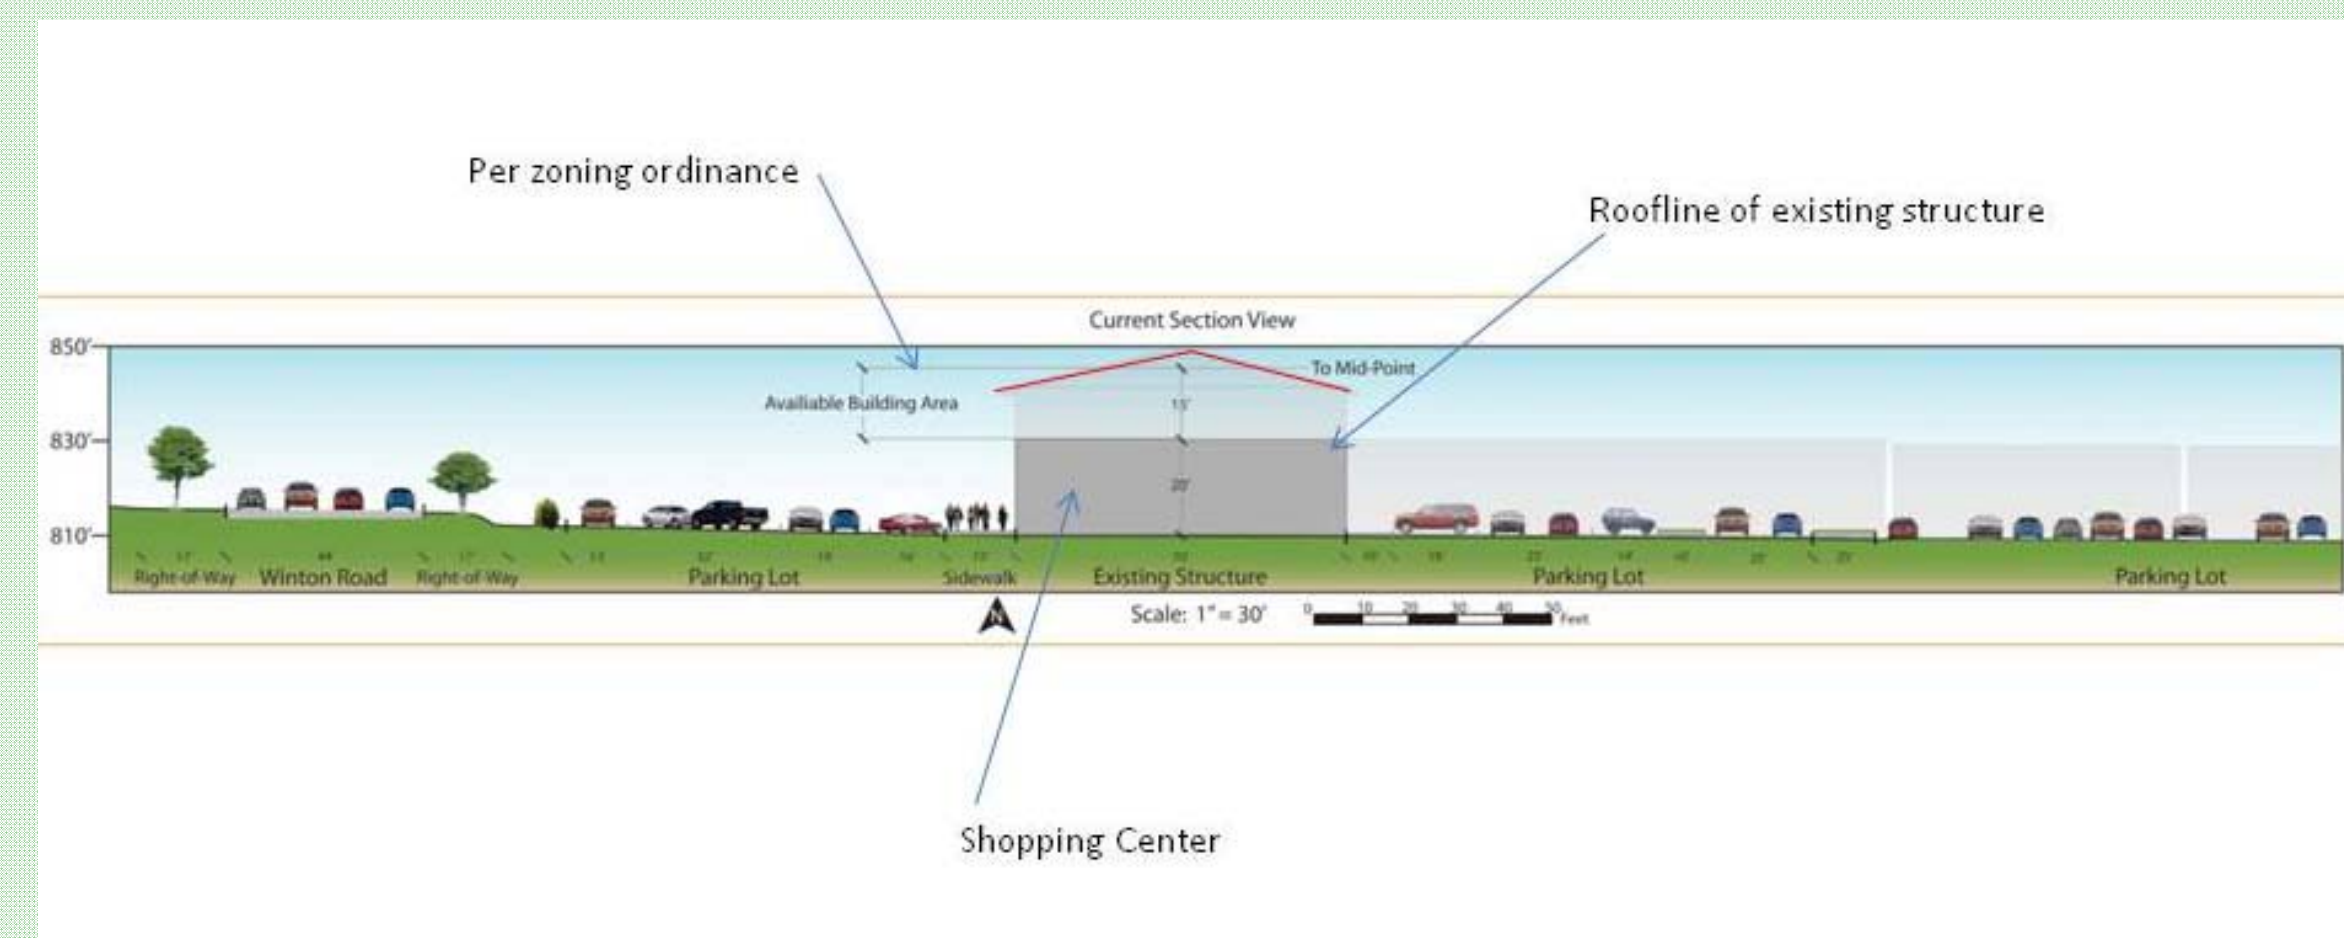 Per zoning ordinance
Roofline of existing structure
Current Section View
850'
To Mid-Point
Availiable Building Area
15'
830'
20'
810'
Right-of-Way Winton Road Right-of-Way Parking Lot Sidewalk Existing Structure Parking Lot Parking Lot
N
Scale: 1" = 30'
0 10 20 30 40 50 Feet
Shopping Center